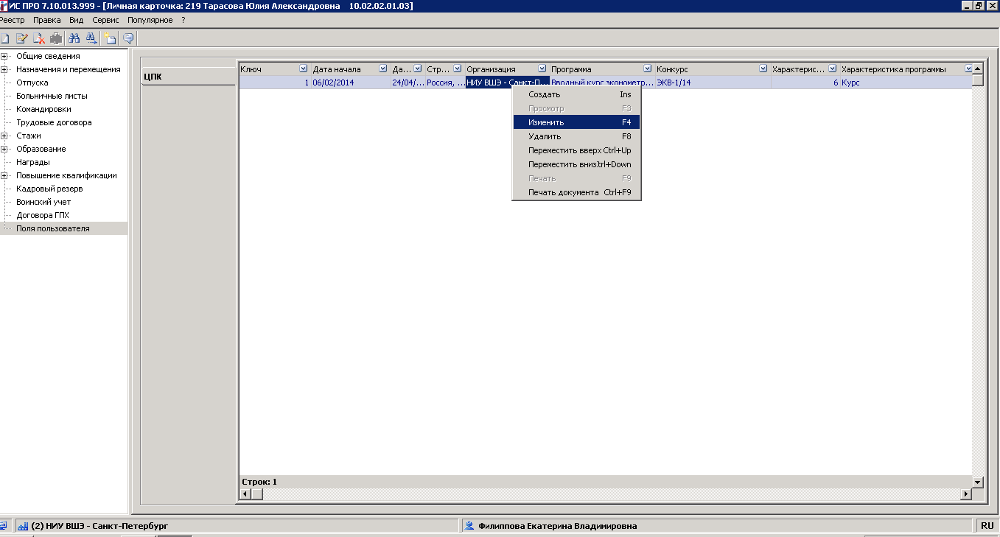 ИС ПРО 7.10.013.999 - [Личная карточка: 219 Тарасова Юлия Александровна 10.02.02.01.03]
Реестр Правка Вид Сервис Популярное ?
Общие сведения
Назначения и перемещения
Отпуска
Больничные листы
Командировки
Трудовые договора
Стажи
Образование
Награды
Повышение квалификации
Кадровый резерв
Воинский учет
Договора ГПХ
Поля пользователя
ЦПК
Ключ Дата начала Да... Стр... Организация Программа Конкурс Характерис... Характеристика программы
1 06/02/2014 24/04/... Россия, ... НИУ ВШЭ - Санкт-П... Вводный курс эконометр... ЭКВ-1/14 6 Курс
Создать Ins
Просмотр F3
Изменить F4
Удалить F8
Переместить вверх Ctrl+Up
Переместить вниз trl+Down
Печать F9
Печать документа Ctrl+F9
Строк: 1
(2) НИУ ВШЭ - Санкт-Петербург Филиппова Екатерина Владимировна RU